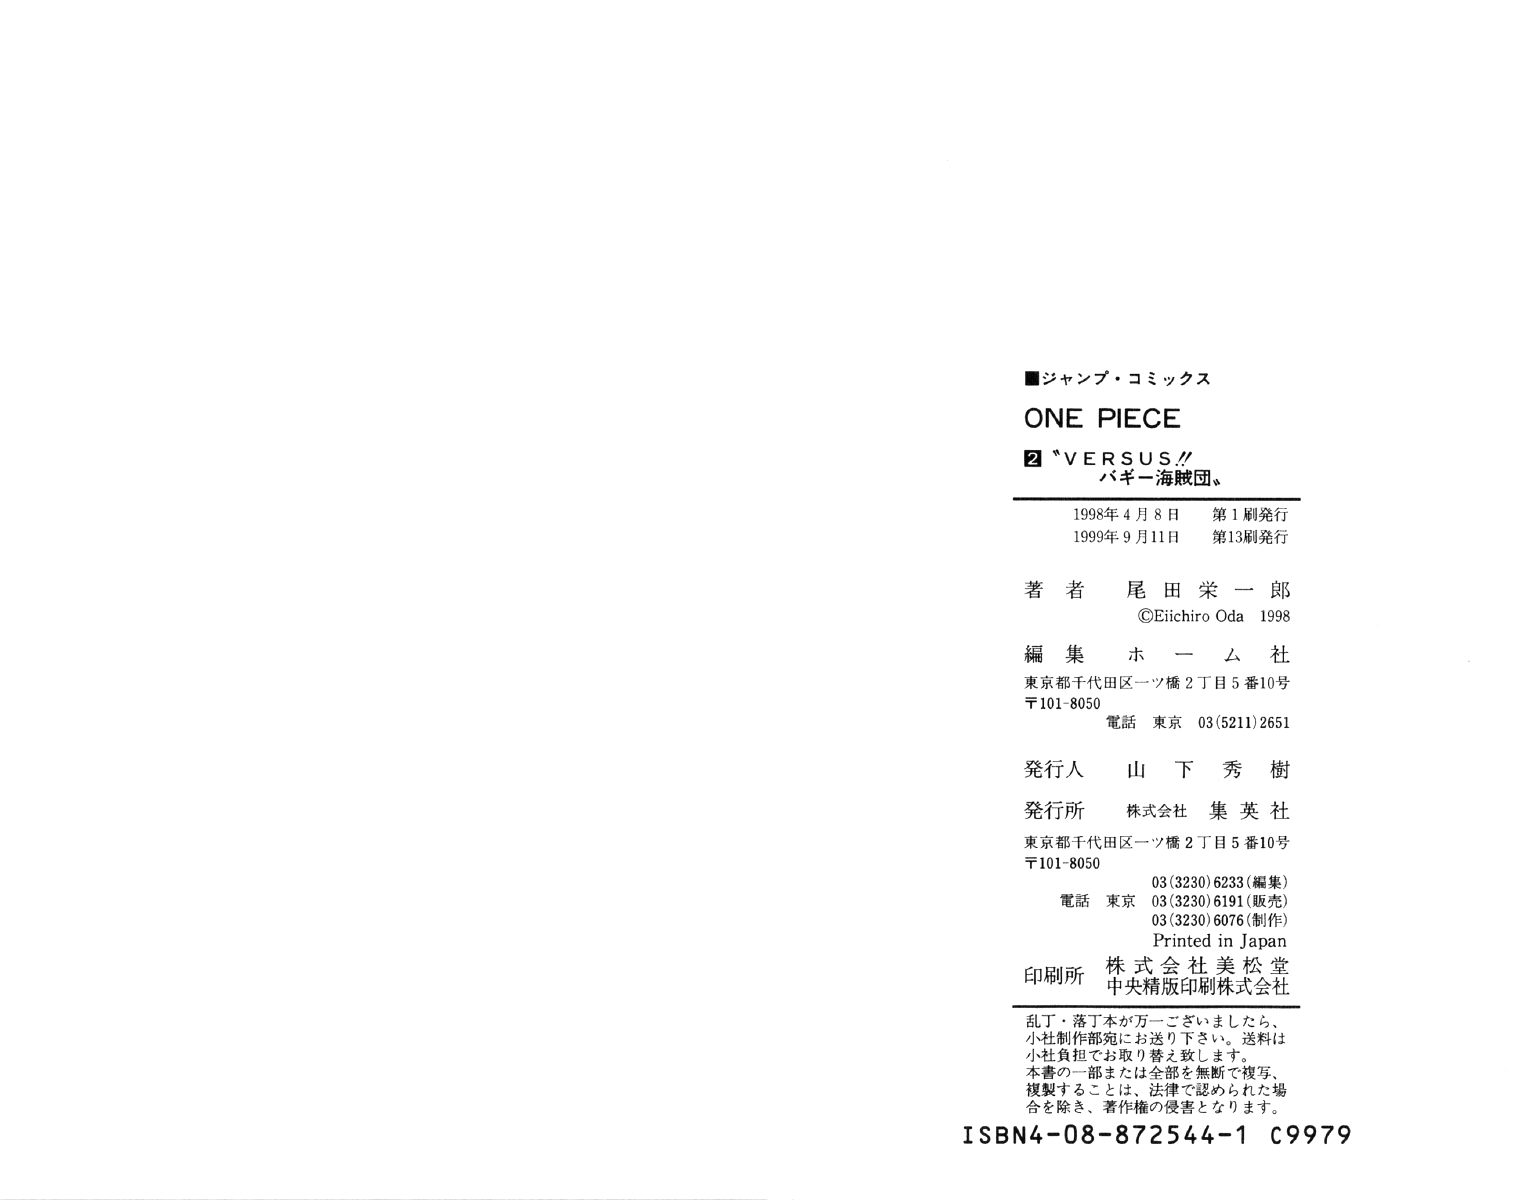 ■ジャンプ・コミックス
ONE PIECE
2 〝VERSUS!!
バギー海賊団〟
1998年4月8日 第1刷発行
1999年9月11日 第13刷発行
著者 尾田栄一郎
©Eiichiro Oda 1998
編集 ホーム社
東京都千代田区一ツ橋2丁目5番10号
〒101-8050
電話 東京 03(5211)2651
発行人 山下秀樹
発行所 株式会社 集英社
東京都千代田区一ツ橋2丁目5番10号
〒101-8050
03(3230)6233(編集)
電話 東京 03(3230)6191(販売)
03(3230)6076(制作)
Printed in Japan
印刷所 株式会社美松堂
中央精版印刷株式会社
乱丁・落丁本が万一ございましたら、
小社制作部宛にお送り下さい。送料は
小社負担でお取り替え致します。
本書の一部または全部を無断で複写、
複製することは、法律で認められた場
合を除き、著作権の侵害となります。
ISBN4-08-872544-1 C9979